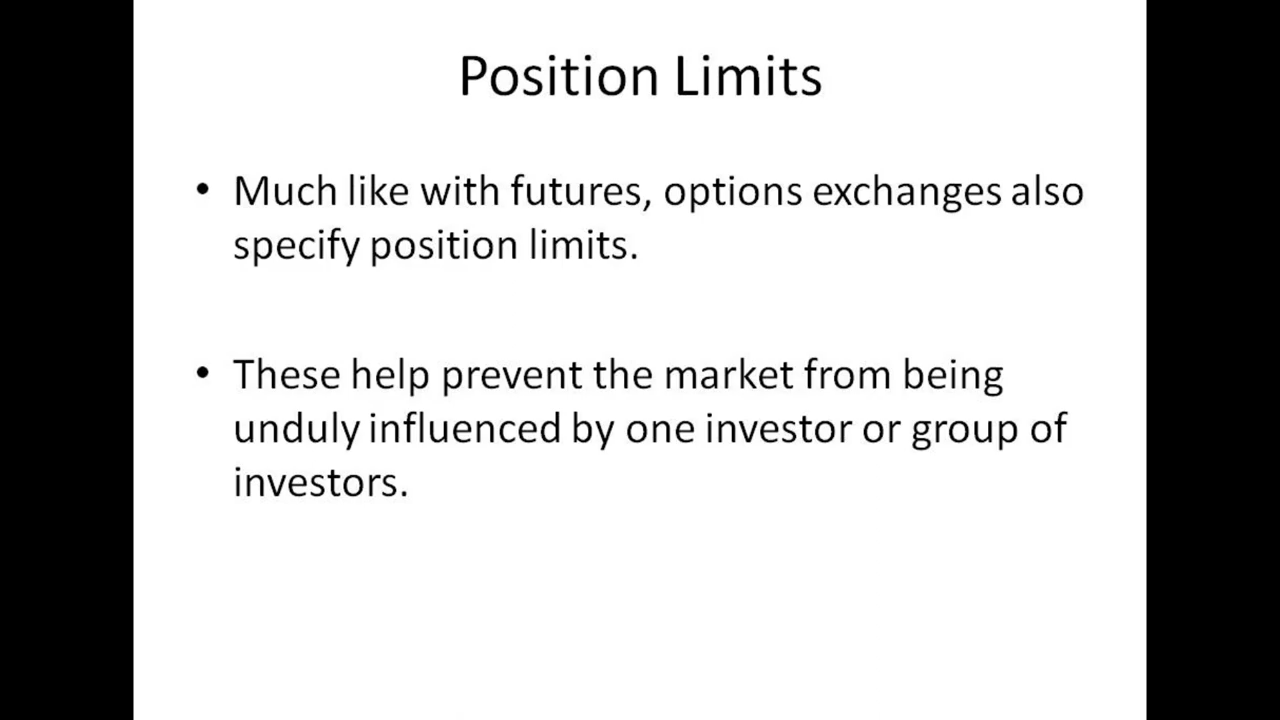 Position Limits
• Much like with futures, options exchanges also
specify position limits.
• These help prevent the market from being
unduly influenced by one investor or group of
investors.